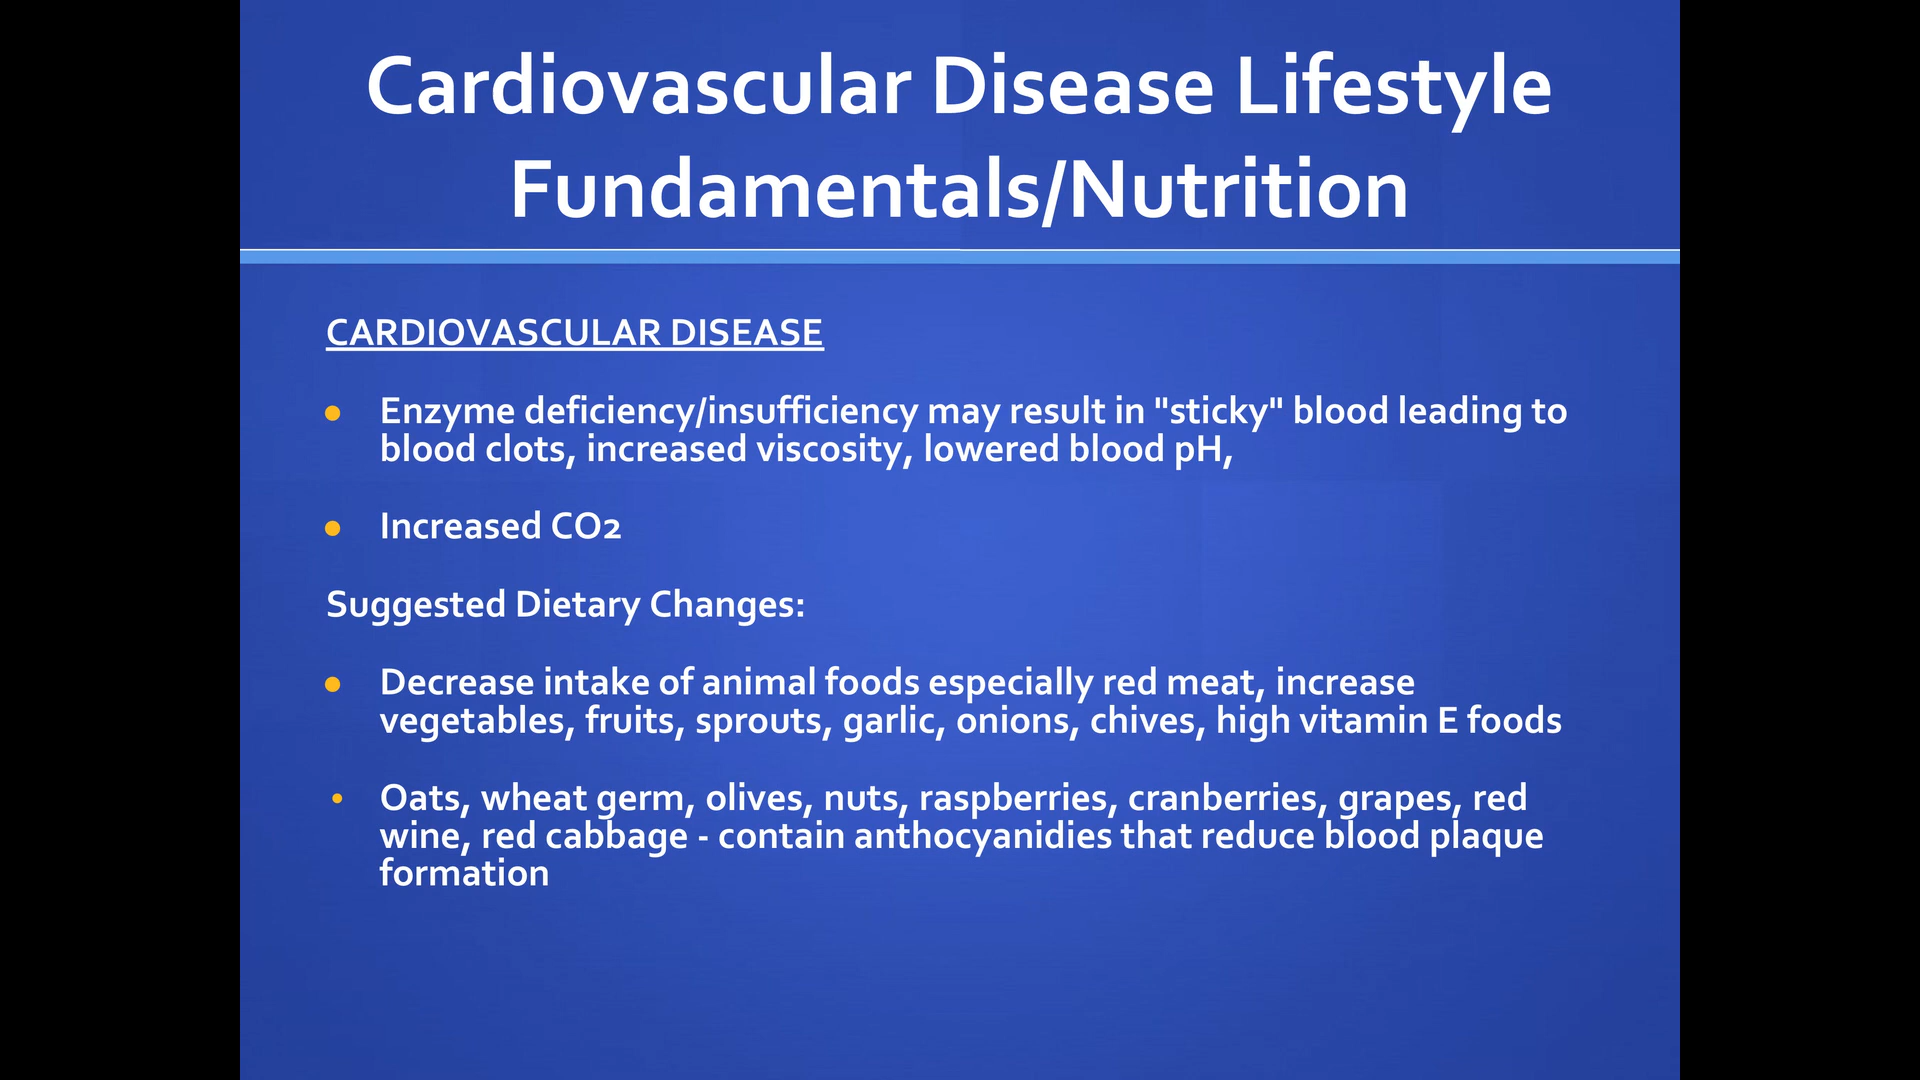 Cardiovascular Disease Lifestyle
Fundamentals/Nutrition
CARDIOVASCULAR DISEASE
Enzyme deficiency/insufficiency may result in "sticky" blood leading to
blood clots, increased viscosity, lowered blood pH,
Increased CO2
Suggested Dietary Changes:
Decrease intake of animal foods especially red meat, increase
vegetables, fruits, sprouts, garlic, onions, chives, high vitamin E foods
Oats, wheat germ, olives, nuts, raspberries, cranberries, grapes, red
wine, red cabbage - contain anthocyanidies that reduce blood plaque
formation